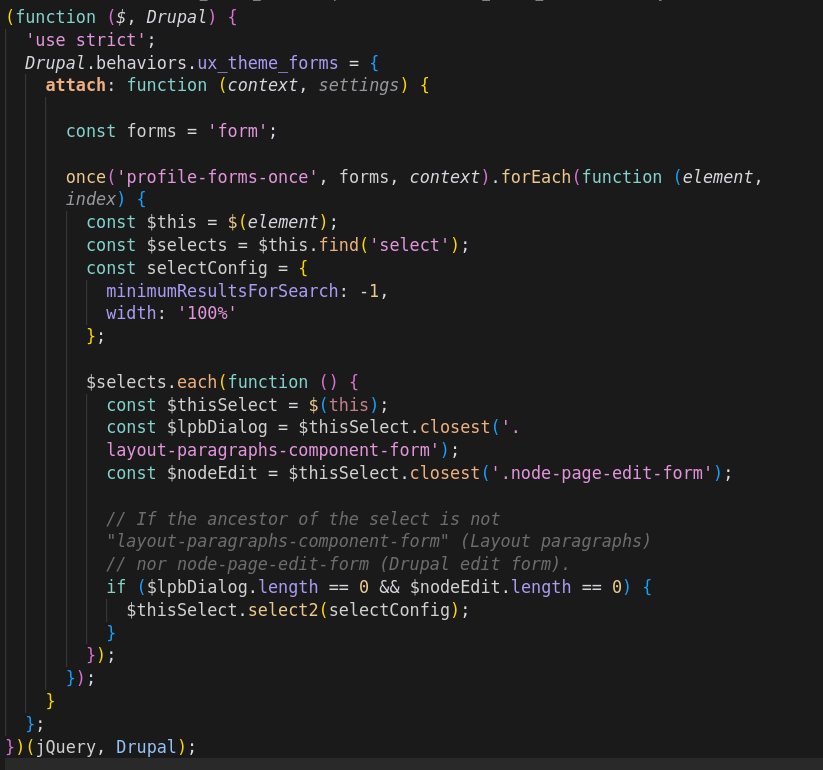 (function ($, Drupal) {
'use strict';
Drupal.behaviors.ux_theme_forms = {
attach: function (context, settings) {
const forms = 'form';
once('profile-forms-once', forms, context).forEach(function (element,
index) {
const $this = $(element);
const $selects = $this.find('select');
const selectConfig = {
minimumResultsForSearch: -1,
width: '100%'
};
$selects.each(function () {
const $thisSelect = $(this);
const $lpbDialog = $thisSelect.closest('.
layout-paragraphs-component-form');
const $nodeEdit = $thisSelect.closest('.node-page-edit-form');
// If the ancestor of the select is not
"layout-paragraphs-component-form" (Layout paragraphs)
// nor node-page-edit-form (Drupal edit form).
if ($lpbDialog.length == 0 && $nodeEdit.length == 0) {
$thisSelect.select2(selectConfig);
}
});
});
}
};
})(jQuery, Drupal);